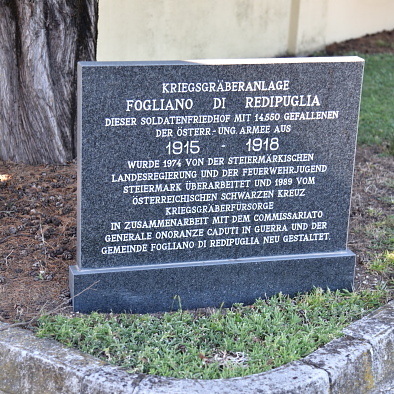 KRIEGSGRÄBERANLAGE
FOGLIANO DI REDIPUGLIA
DIESER SOLDATENFRIEDHOF MIT 14.550 GEFALLENEN
DER ÖSTERR.-UNG. ARMEE AUS
1915 - 1918
WURDE 1974 VON DER STEIERMÄRKISCHEN
LANDESREGIERUNG UND DER FEUERWEHRJUGEND
STEIERMARK ÜBERARBEITET UND 1989 VOM
ÖSTERREICHISCHEN SCHWARZEN KREUZ
KRIEGSGRÄBERFÜRSORGE
IN ZUSAMMENARBEIT MIT DEM COMMISSARIATO
GENERALE ONORANZE CADUTI IN GUERRA UND DER
GEMEINDE FOGLIANO DI REDIPUGLIA NEU GESTALTET.